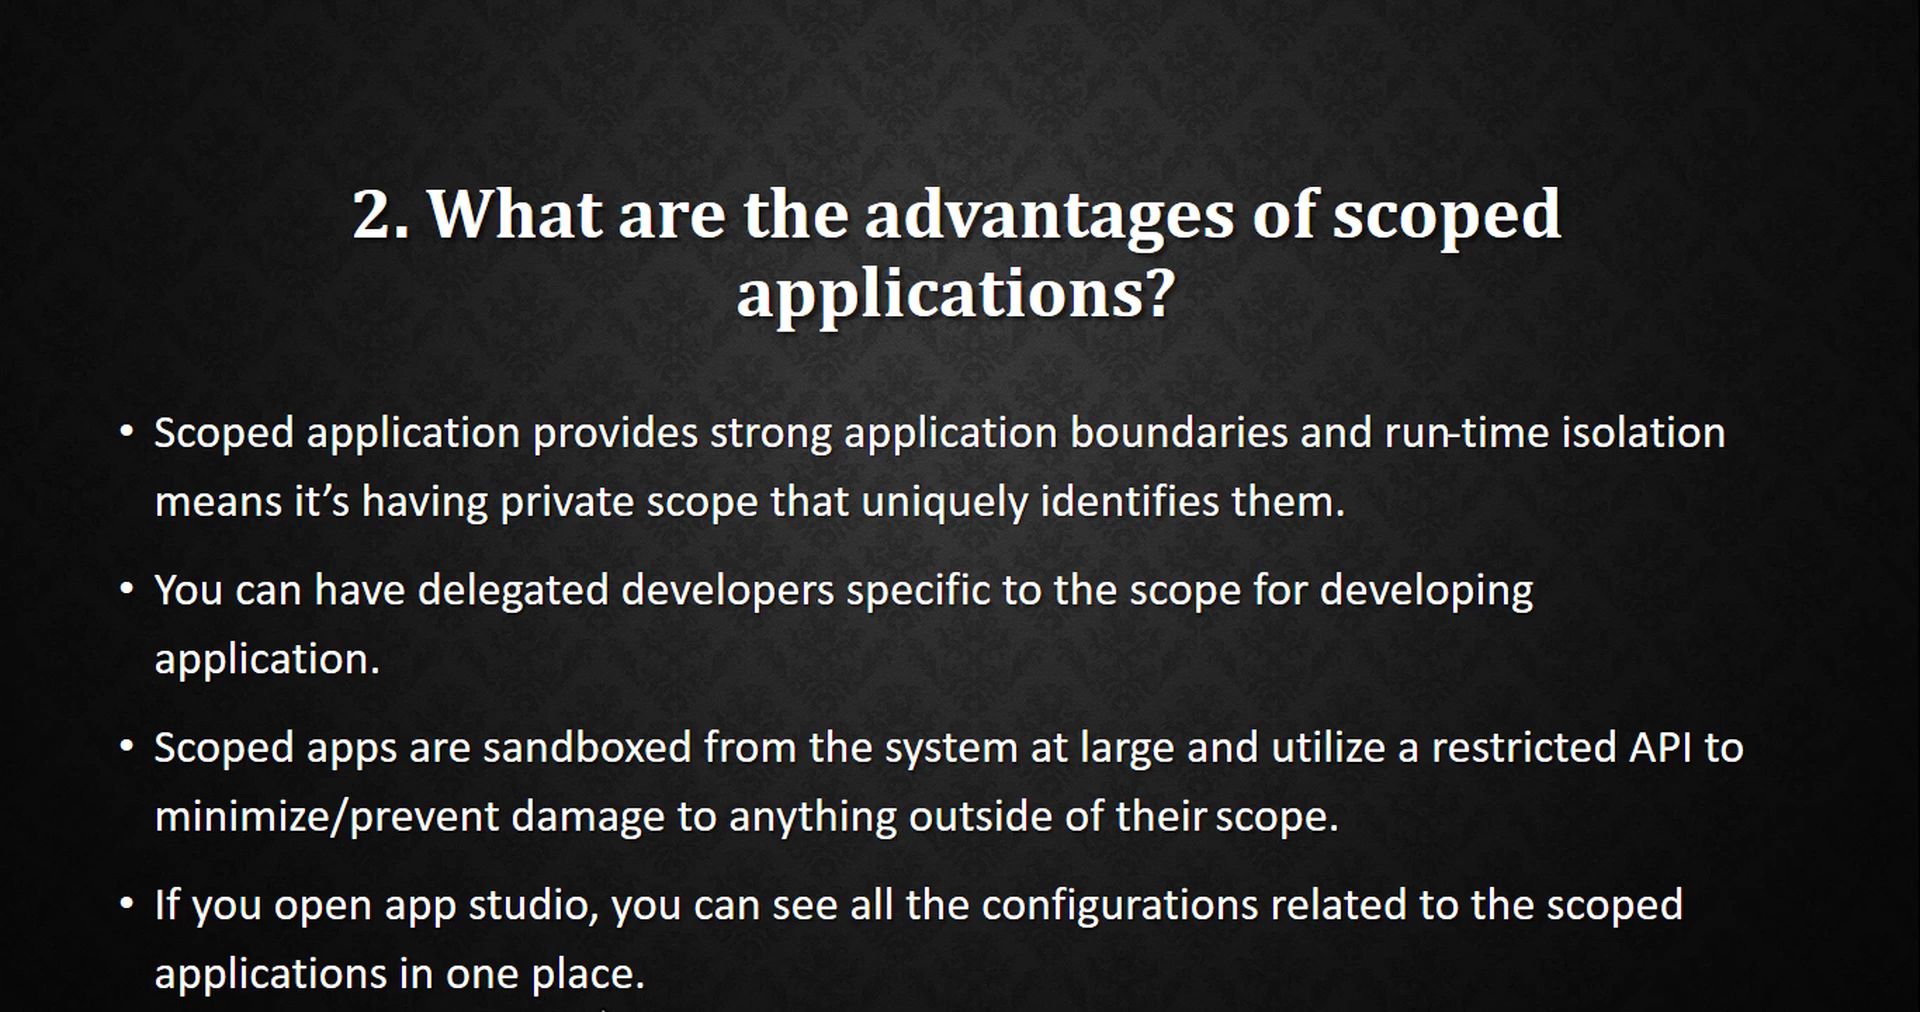 2. What are the advantages of scoped
applications?
• Scoped application provides strong application boundaries and run-time isolation
means it’s having private scope that uniquely identifies them.
• You can have delegated developers specific to the scope for developing
application.
• Scoped apps are sandboxed from the system at large and utilize a restricted API to
minimize/prevent damage to anything outside of their scope.
• If you open app studio, you can see all the configurations related to the scoped
applications in one place.